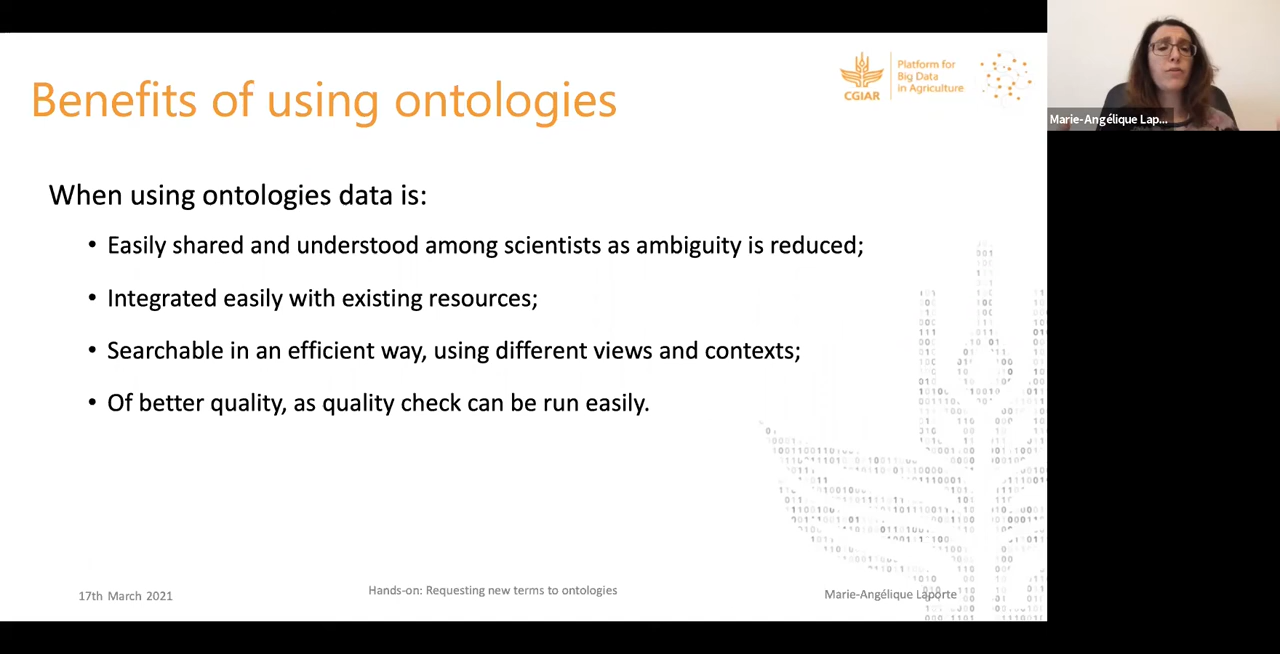 Benefits of using ontologies
CGIAR
Platform for
Big Data
in Agriculture
Marie-Angélique Lap...
When using ontologies data is:
• Easily shared and understood among scientists as ambiguity is reduced;
• Integrated easily with existing resources;
• Searchable in an efficient way, using different views and contexts;
• Of better quality, as quality check can be run easily.
17th March 2021
Hands-on: Requesting new terms to ontologies
Marie-Angélique Laporte